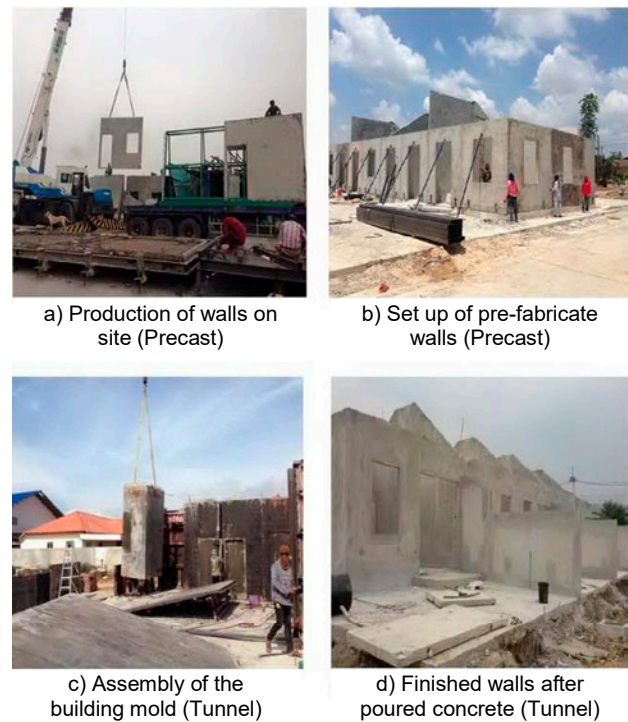 a) Production of walls on
site (Precast)
b) Set up of pre-fabricate
walls (Precast)
c) Assembly of the
building mold (Tunnel)
d) Finished walls after
poured concrete (Tunnel)